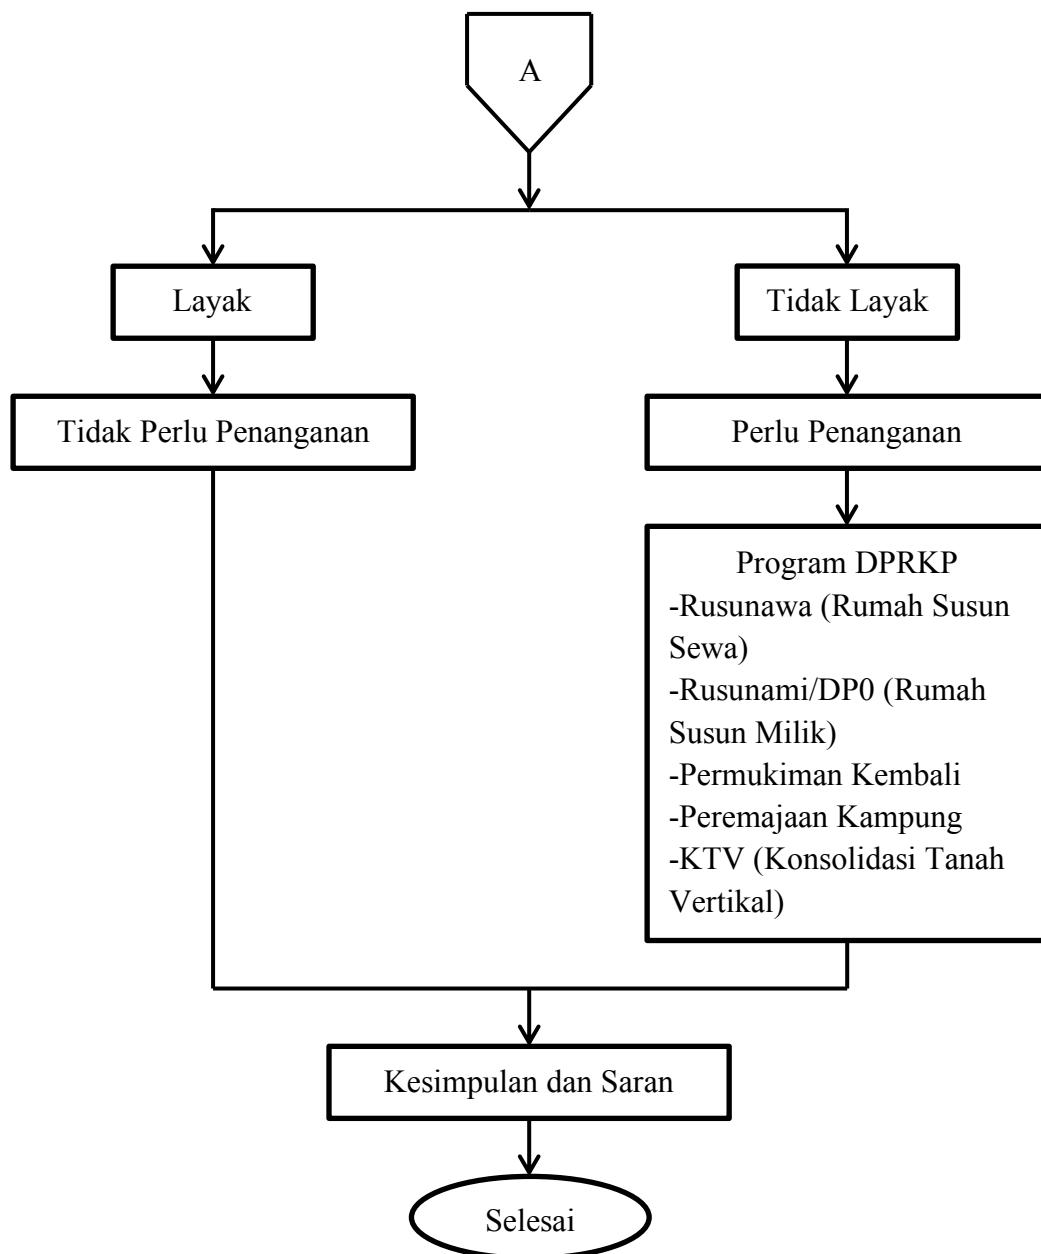 A
Layak
Tidak Layak
Tidak Perlu Penanganan
Perlu Penanganan
Program DPRKP
-Rusunawa (Rumah Susun
Sewa)
-Rusunami/DP0 (Rumah
Susun Milik)
-Permukiman Kembali
-Peremajaan Kampung
-KTV (Konsolidasi Tanah
Vertikal)
Kesimpulan dan Saran
Selesai